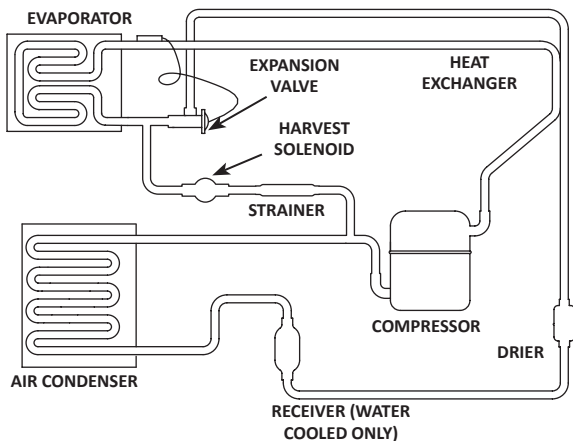 EVAPORATOR
EXPANSION
VALVE
HEAT
EXCHANGER
HARVEST
SOLENOID
STRAINER
COMPRESSOR
DRIER
AIR CONDENSER
RECEIVER (WATER
COOLED ONLY)